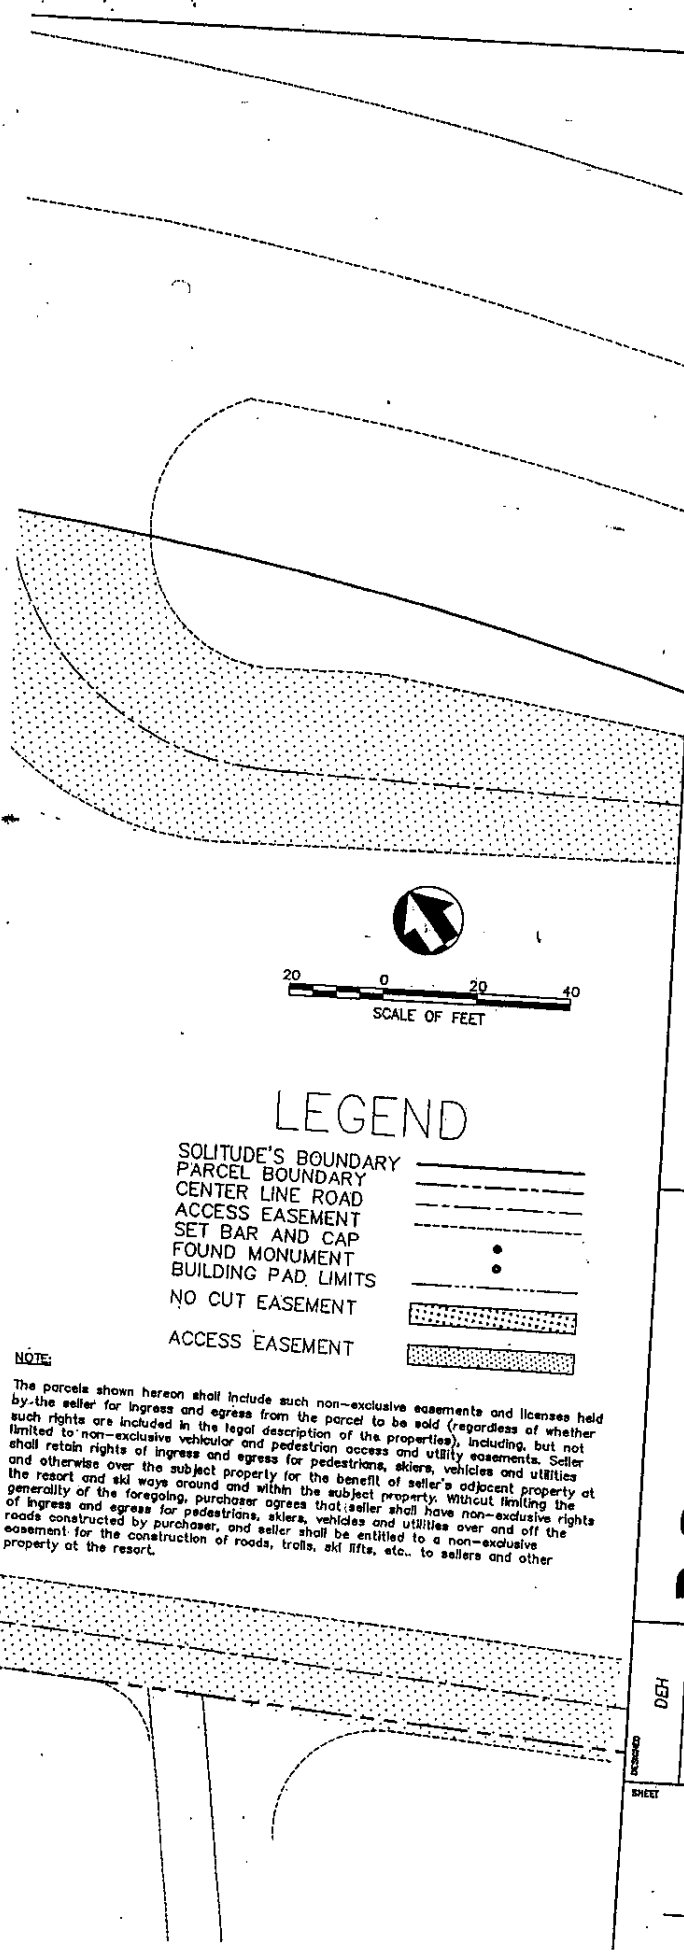 20 0 20 40
SCALE OF FEET
LEGEND
SOLITUDE'S BOUNDARY
PARCEL BOUNDARY
CENTER LINE ROAD
ACCESS EASEMENT
SET BAR AND CAP
FOUND MONUMENT
BUILDING PAD LIMITS
NO CUT EASEMENT
ACCESS EASEMENT
NOTE:
The parcels shown hereon shall include such non-exclusive easements and licenses held
by the seller for ingress and egress from the parcel to be sold (regardless of whether
such rights are included in the legal description of the properties), including, but not
limited to non-exclusive vehicular and pedestrian access and utility easements. Seller
shall retain rights of ingress and egress for pedestrians, skiers, vehicles and utilities
and otherwise over the subject property for the benefit of seller's adjacent property at
the resort and ski ways around and within the subject property. Without limiting the
generality of the foregoing, purchaser agrees that seller shall have non-exclusive rights
of ingress and egress for pedestrians, skiers, vehicles and utilities over and off the
roads constructed by purchaser, and seller shall be entitled to a non-exclusive
easement for the construction of roads, trails, ski lifts, etc.. to sellers and other
property at the resort.
DEH
DESIGNED
SHEET